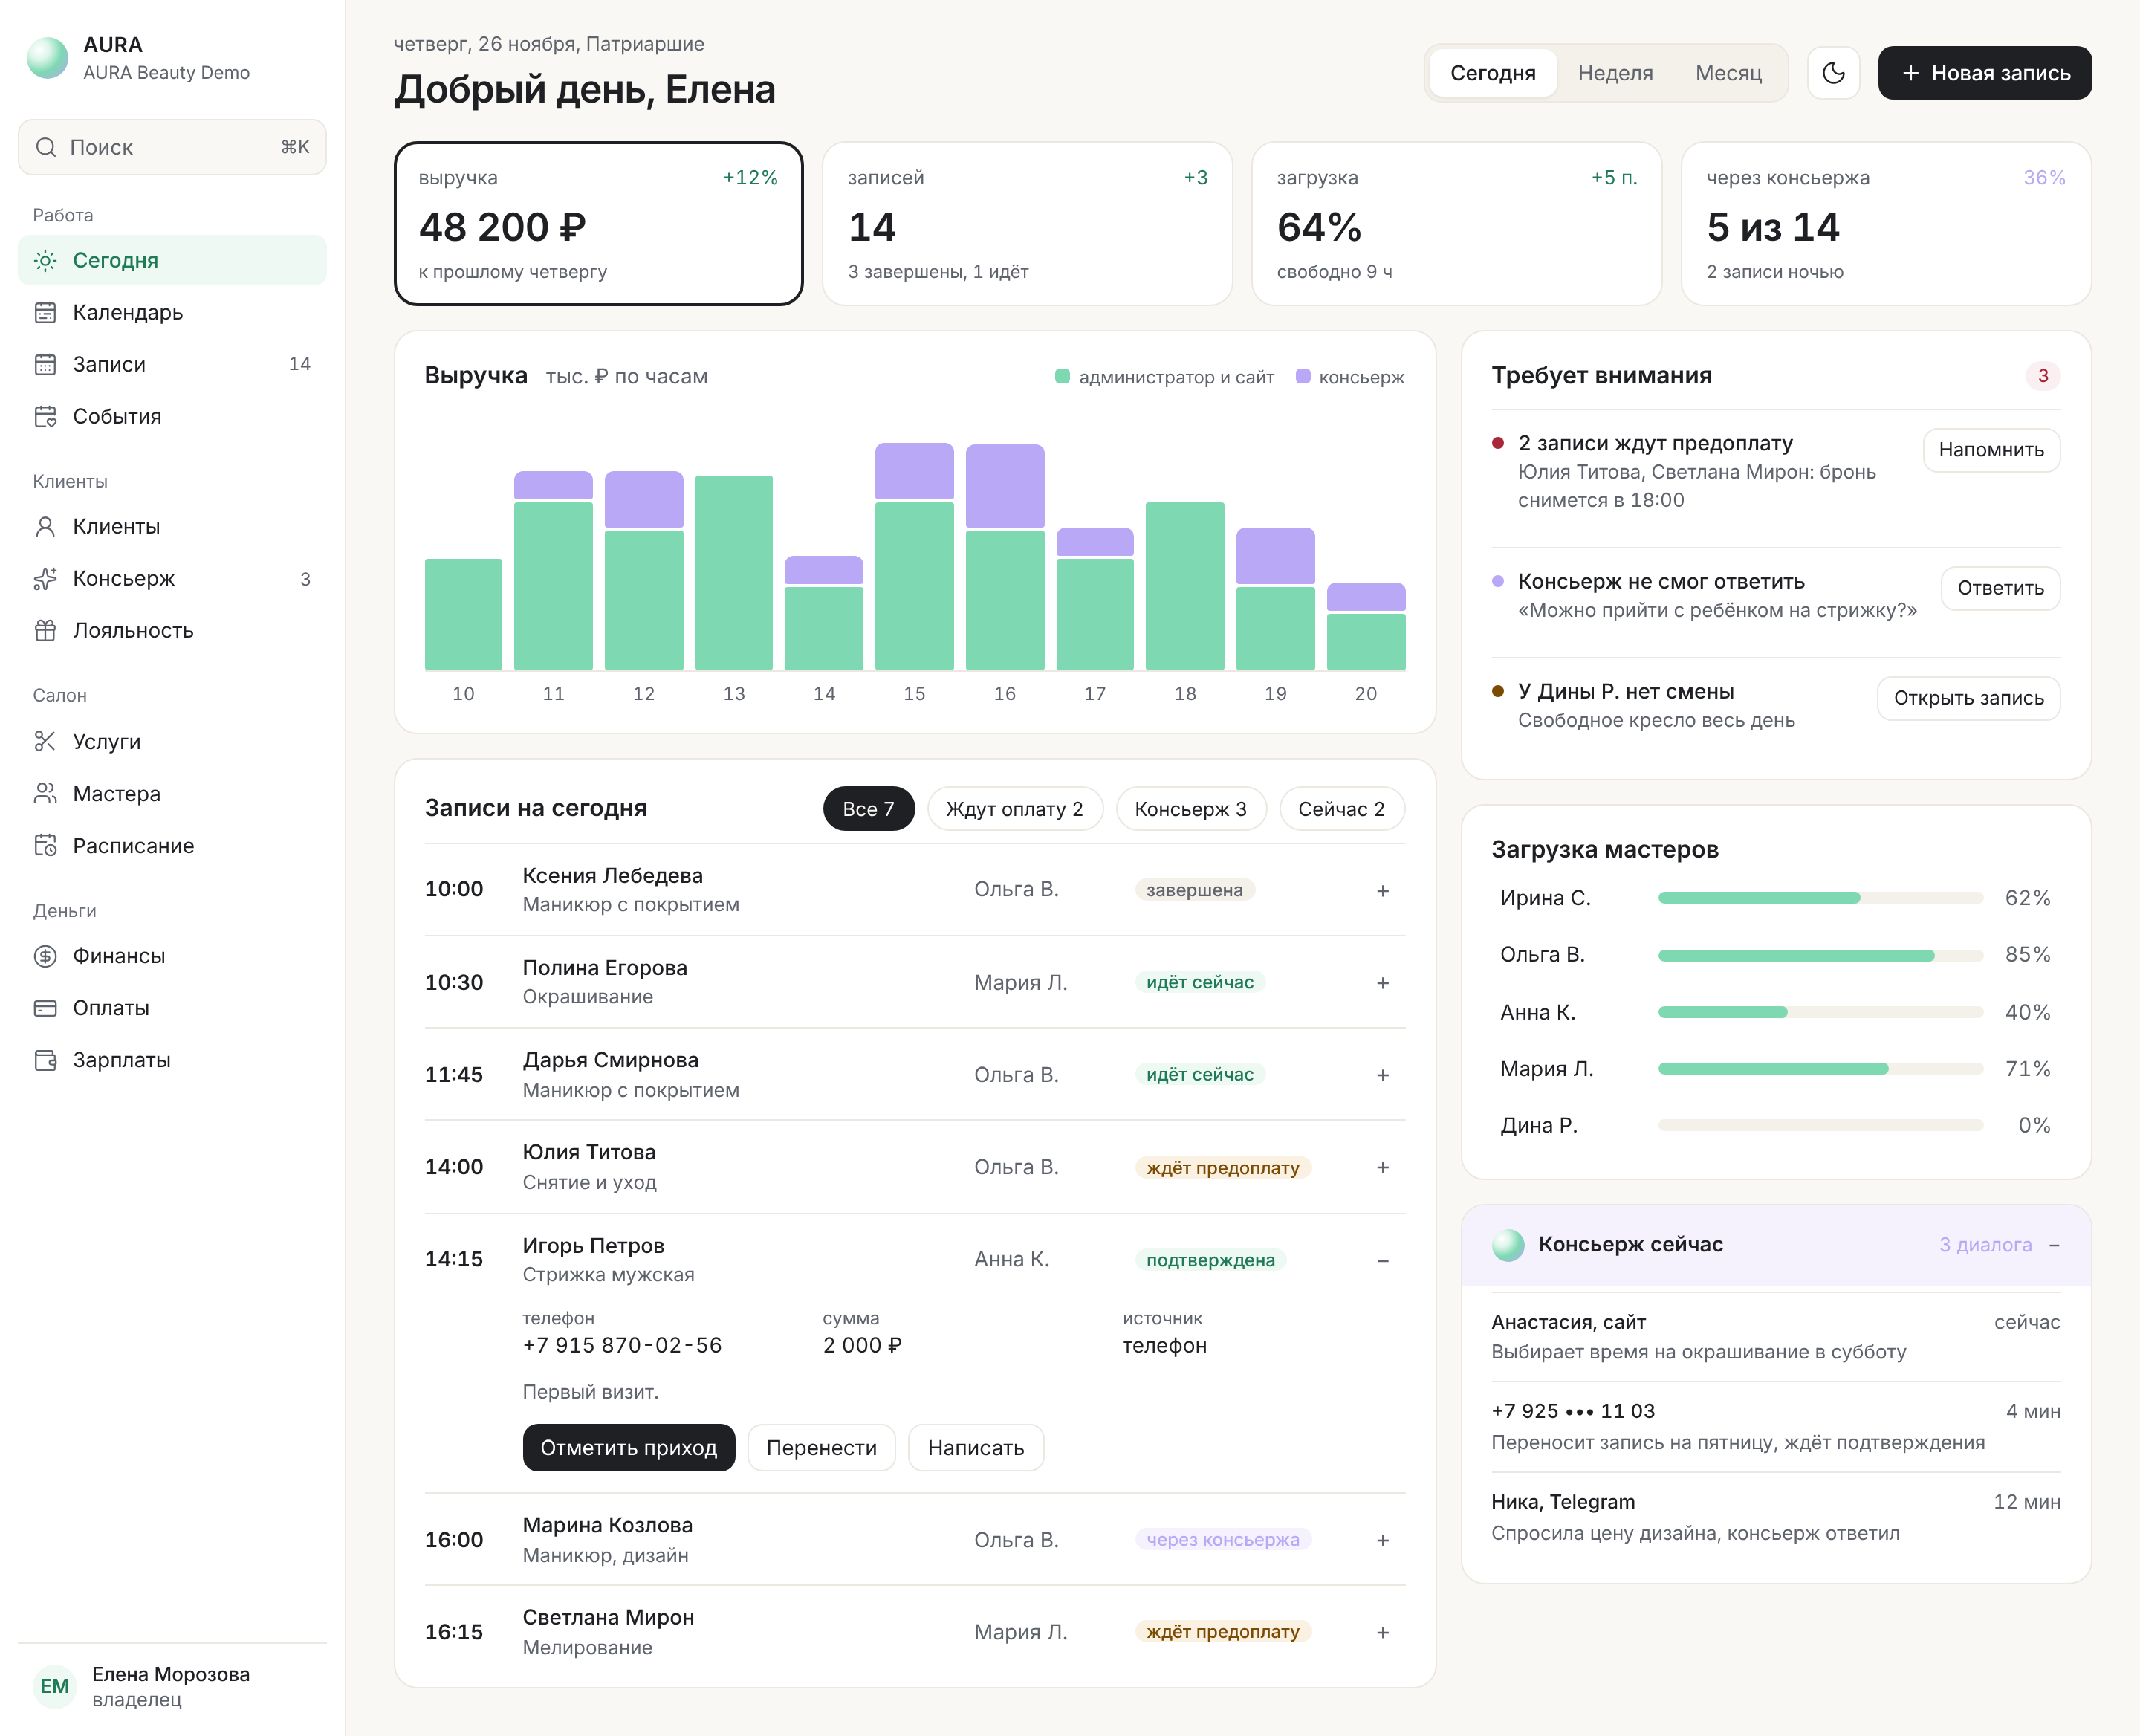 AURA
AURA Beauty Demo
Поиск ⌘K
Работа
Сегодня
Календарь
Записи 14
События
Клиенты
Клиенты
Консьерж 3
Лояльность
Салон
Услуги
Мастера
Расписание
Деньги
Финансы
Оплаты
Зарплаты
EM Елена Морозова
владелец
четверг, 26 ноября, Патриаршие
Добрый день, Елена
Сегодня Неделя Месяц
+ Новая запись
выручка +12%
48 200 ₽
к прошлому четвергу
записей +3
14
3 завершены, 1 идёт
загрузка +5 п.
64%
свободно 9 ч
через консьержа 36%
5 из 14
2 записи ночью
Выручка тыс. ₽ по часам
администратор и сайт консьерж
10 11 12 13 14 15 16 17 18 19 20
Записи на сегодня
Все 7 Ждут оплату 2 Консьерж 3 Сейчас 2
10:00 Ксения Лебедева Ольга В. завершена +
Маникюр с покрытием
10:30 Полина Егорова Мария Л. идёт сейчас +
Окрашивание
11:45 Дарья Смирнова Ольга В. идёт сейчас +
Маникюр с покрытием
14:00 Юлия Титова Ольга В. ждёт предоплату +
Снятие и уход
14:15 Игорь Петров Анна К. подтверждена –
Стрижка мужская
телефон сумма источник
+7 915 870-02-56 2 000 ₽ телефон
Первый визит.
Отметить приход Перенести Написать
16:00 Марина Козлова Ольга В. через консьержа +
Маникюр, дизайн
16:15 Светлана Мирон Мария Л. ждёт предоплату +
Мелирование
Требует внимания 3
2 записи ждут предоплату Напомнить
Юлия Титова, Светлана Мирон: бронь
снимется в 18:00
Консьерж не смог ответить Ответить
«Можно прийти с ребёнком на стрижку?»
У Дины Р. нет смены Открыть запись
Свободное кресло весь день
Загрузка мастеров
Ирина С. 62%
Ольга В. 85%
Анна К. 40%
Мария Л. 71%
Дина Р. 0%
Консьерж сейчас 3 диалога –
Анастасия, сайт сейчас
Выбирает время на окрашивание в субботу
+7 925 ••• 11 03 4 мин
Переносит запись на пятницу, ждёт подтверждения
Ника, Telegram 12 мин
Спросила цену дизайна, консьерж ответил